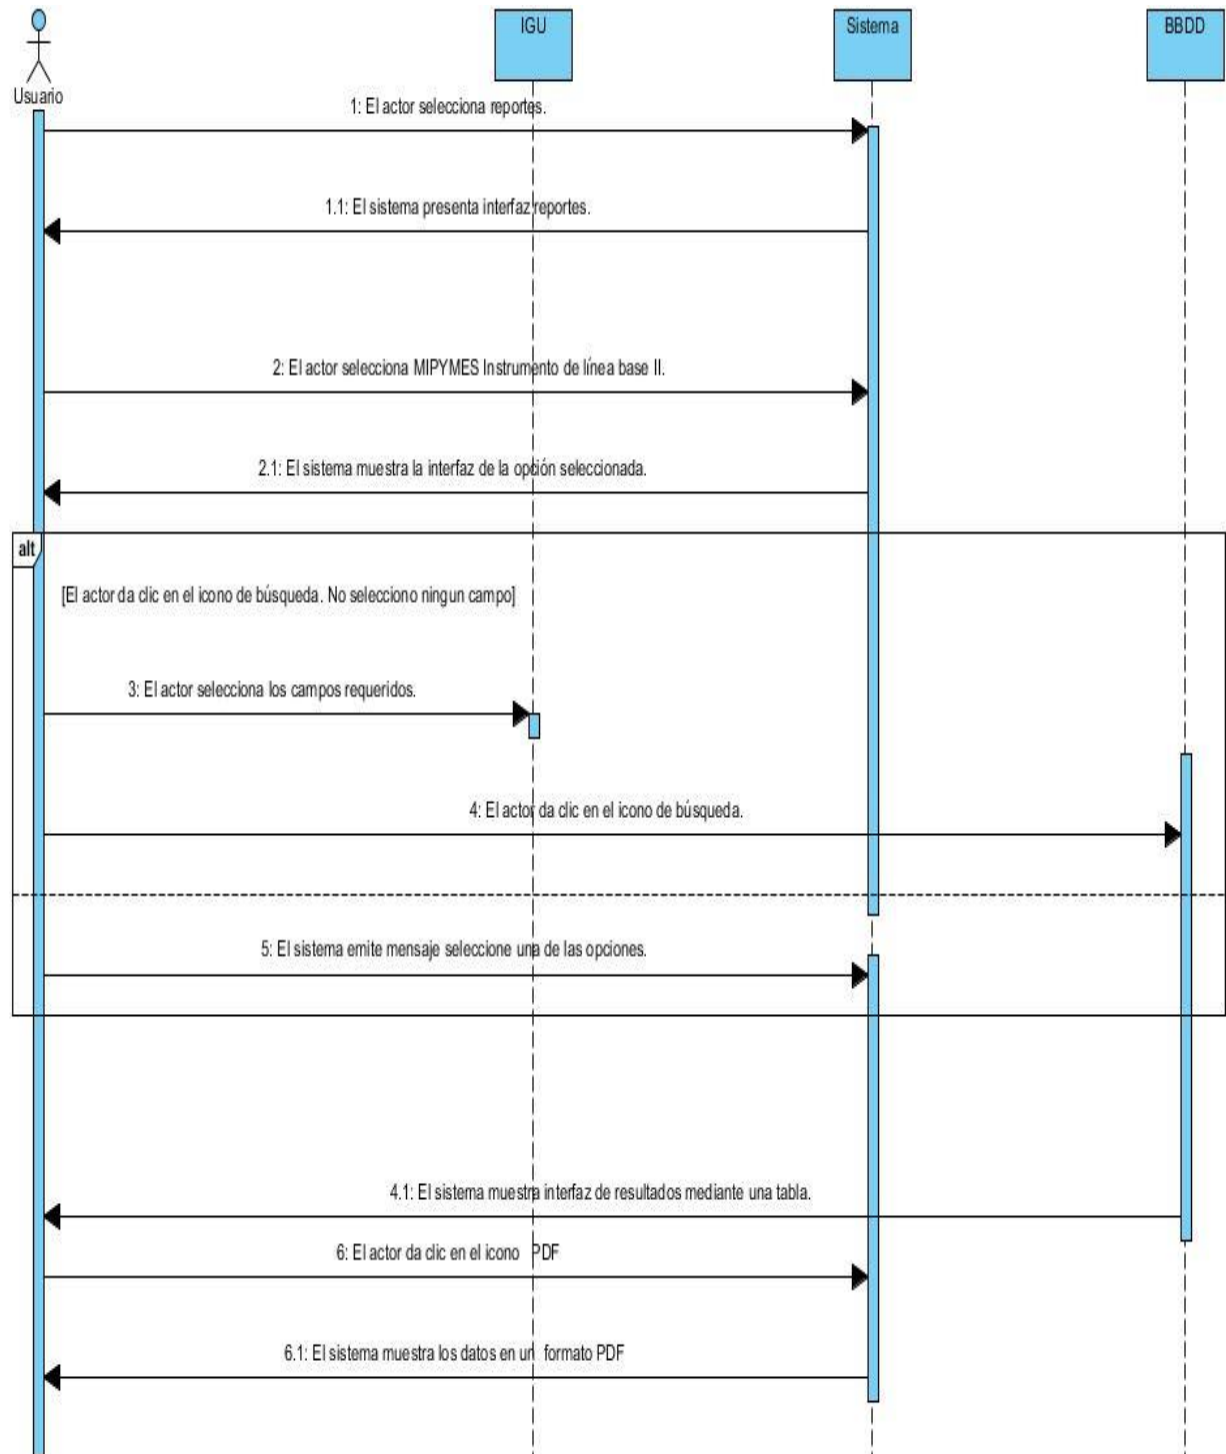 IGU
Sistema
BBDD
Usuario
1: El actor selecciona reportes.
1.1: El sistema presenta interfaz reportes.
2: El actor selecciona MIPYMES Instrumento de línea base II.
2.1: El sistema muestra la interfaz de la opción seleccionada.
alt
[El actor da clic en el icono de búsqueda. No selecciono ningun campo]
3: El actor selecciona los campos requeridos.
4: El actor da clic en el icono de búsqueda.
5: El sistema emite mensaje seleccione una de las opciones.
4.1: El sistema muestra interfaz de resultados mediante una tabla.
6: El actor da clic en el icono PDF
6.1: El sistema muestra los datos en un formato PDF